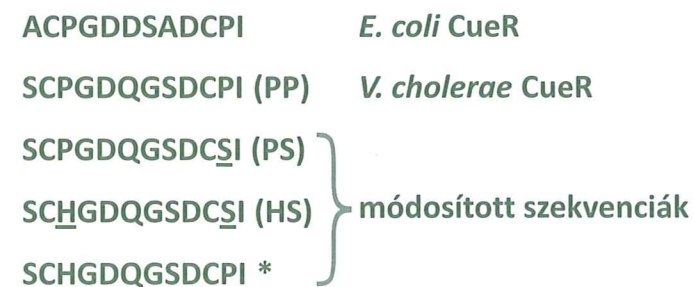 ACPGDDSADCPI E. coli CueR
SCPGDQGSDCPI (PP) V. cholerae CueR
SCPGDQGSDCSI (PS)
SCHGDQGSDCSI (HS) módosított szekvenciák
SCHGDQGSDCPI *